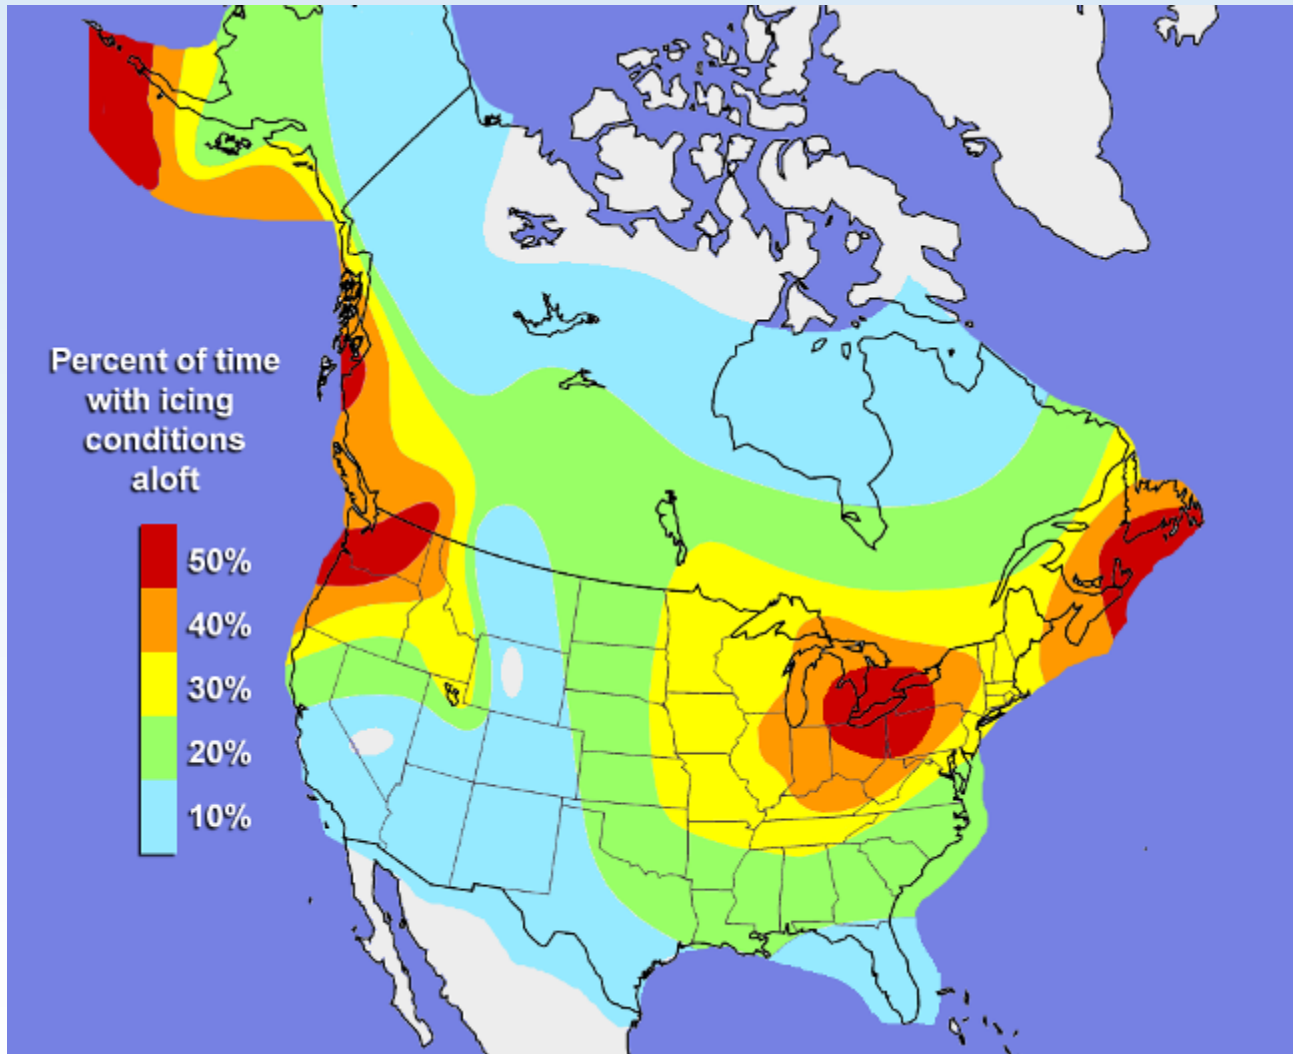 Percent of time
with icing
conditions
aloft
50%
40%
30%
20%
10%